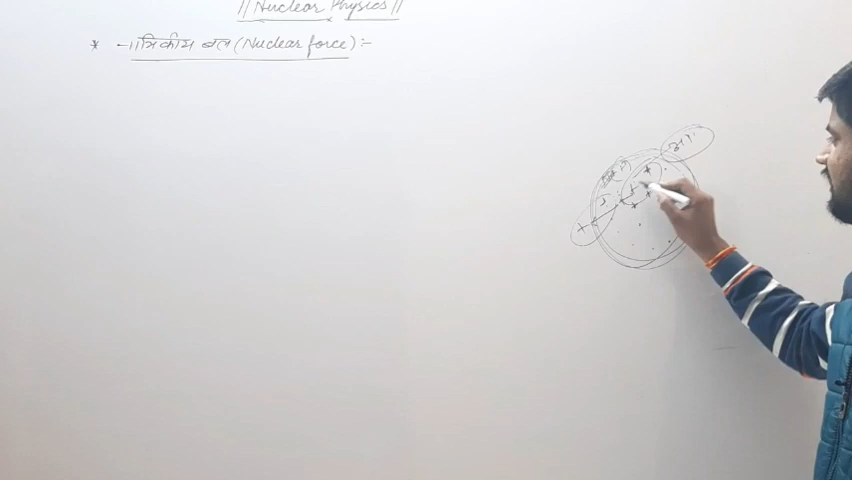 || Nuclear Physics ||
* नाभिकीय बल (Nuclear force) :-